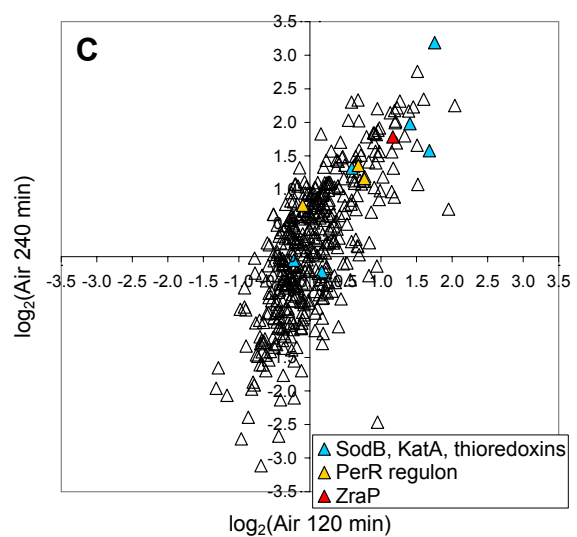 C
3.5
3.0
2.5
2.0
1.5
1
-3.5 -3.0 -2.5 -2.0 -1.5 -1.0 0.5 1.0 1.5 2.0 2.5 3.0 3.5
-2.0
-2.5
-3.0
-3.5
log₂(Air 240 min)
log₂(Air 120 min)
SodB, KatA, thioredoxins
PerR regulon
ZraP